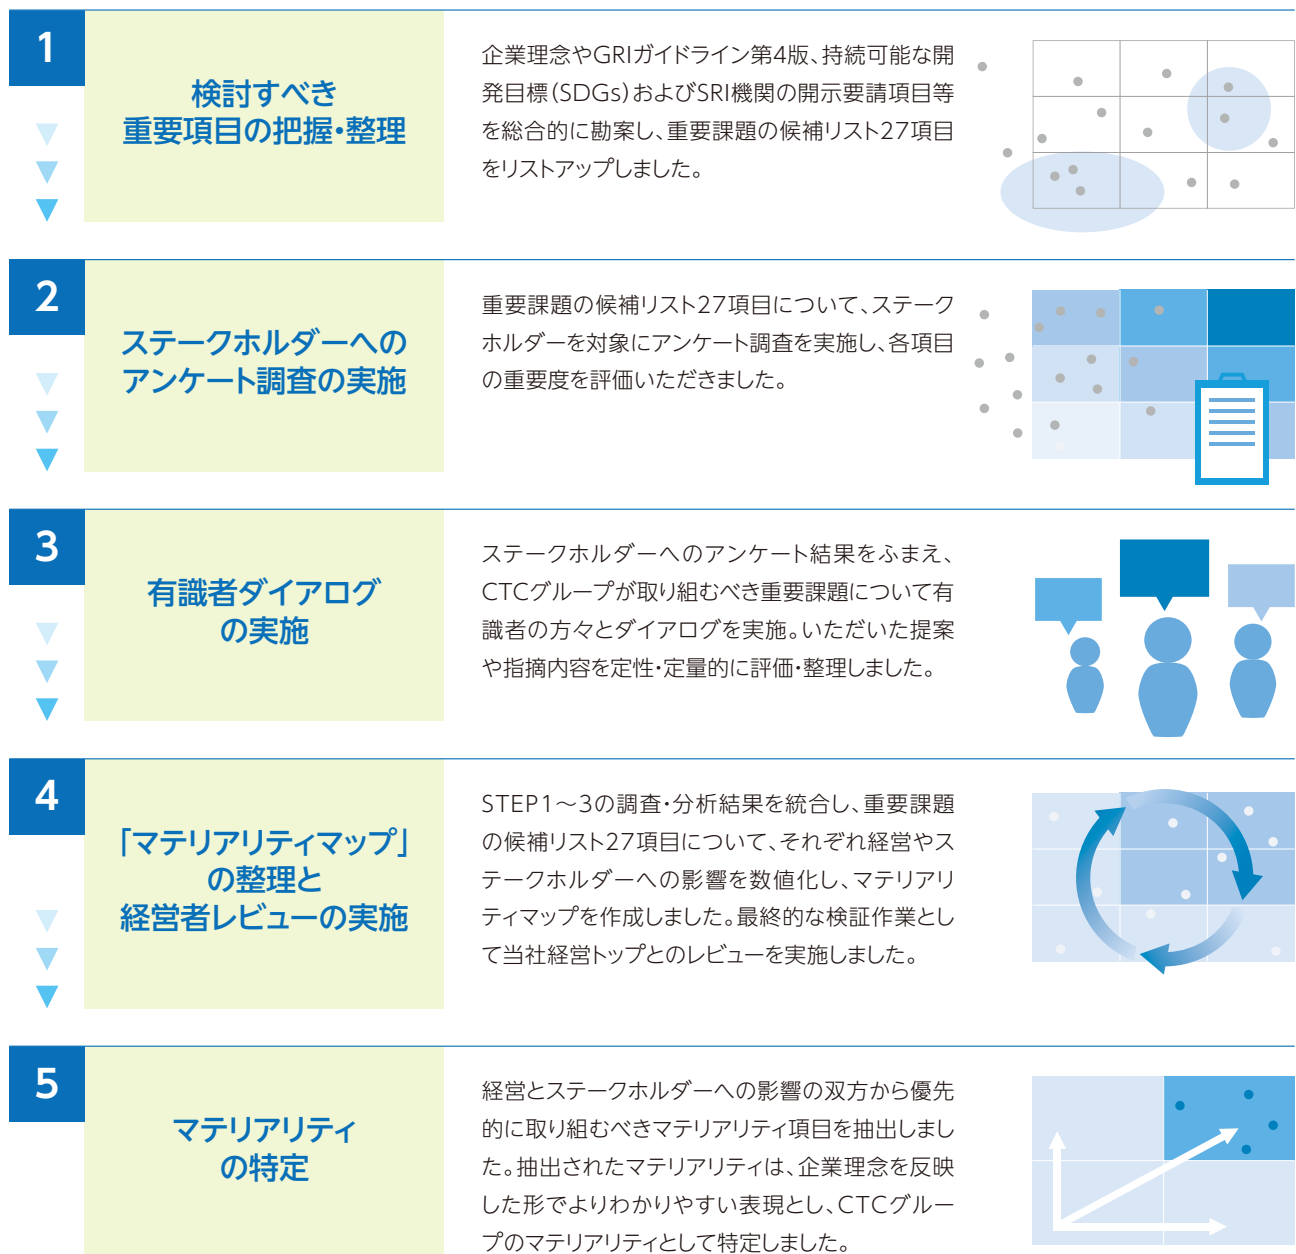 1
検討すべき
重要項目の把握・整理
企業理念やGRIガイドライン第4版、持続可能な開
発目標（SDGs）およびSRI機関の開示要請項目等
を総合的に勘案し、重要課題の候補リスト27項目
をリストアップしました。
2
ステークホルダーへの
アンケート調査の実施
重要課題の候補リスト27項目について、ステーク
ホルダーを対象にアンケート調査を実施し、各項目
の重要度を評価いただきました。
3
有識者ダイアログ
の実施
ステークホルダーへのアンケート結果をふまえ、
CTCグループが取り組むべき重要課題について有
識者の方々とダイアログを実施。いただいた提案
や指摘内容を定性・定量的に評価・整理しました。
4
「マテリアリティマップ」
の整理と
経営者レビューの実施
STEP1〜3の調査・分析結果を統合し、重要課題
の候補リスト27項目について、それぞれ経営やス
テークホルダーへの影響を数値化し、マテリアリ
ティマップを作成しました。最終的な検証作業とし
て当社経営トップとのレビューを実施しました。
5
マテリアリティ
の特定
経営とステークホルダーへの影響の双方から優先
的に取り組むべきマテリアリティ項目を抽出しまし
た。抽出されたマテリアリティは、企業理念を反映
した形でよりわかりやすい表現とし、CTCグルー
プのマテリアリティとして特定しました。